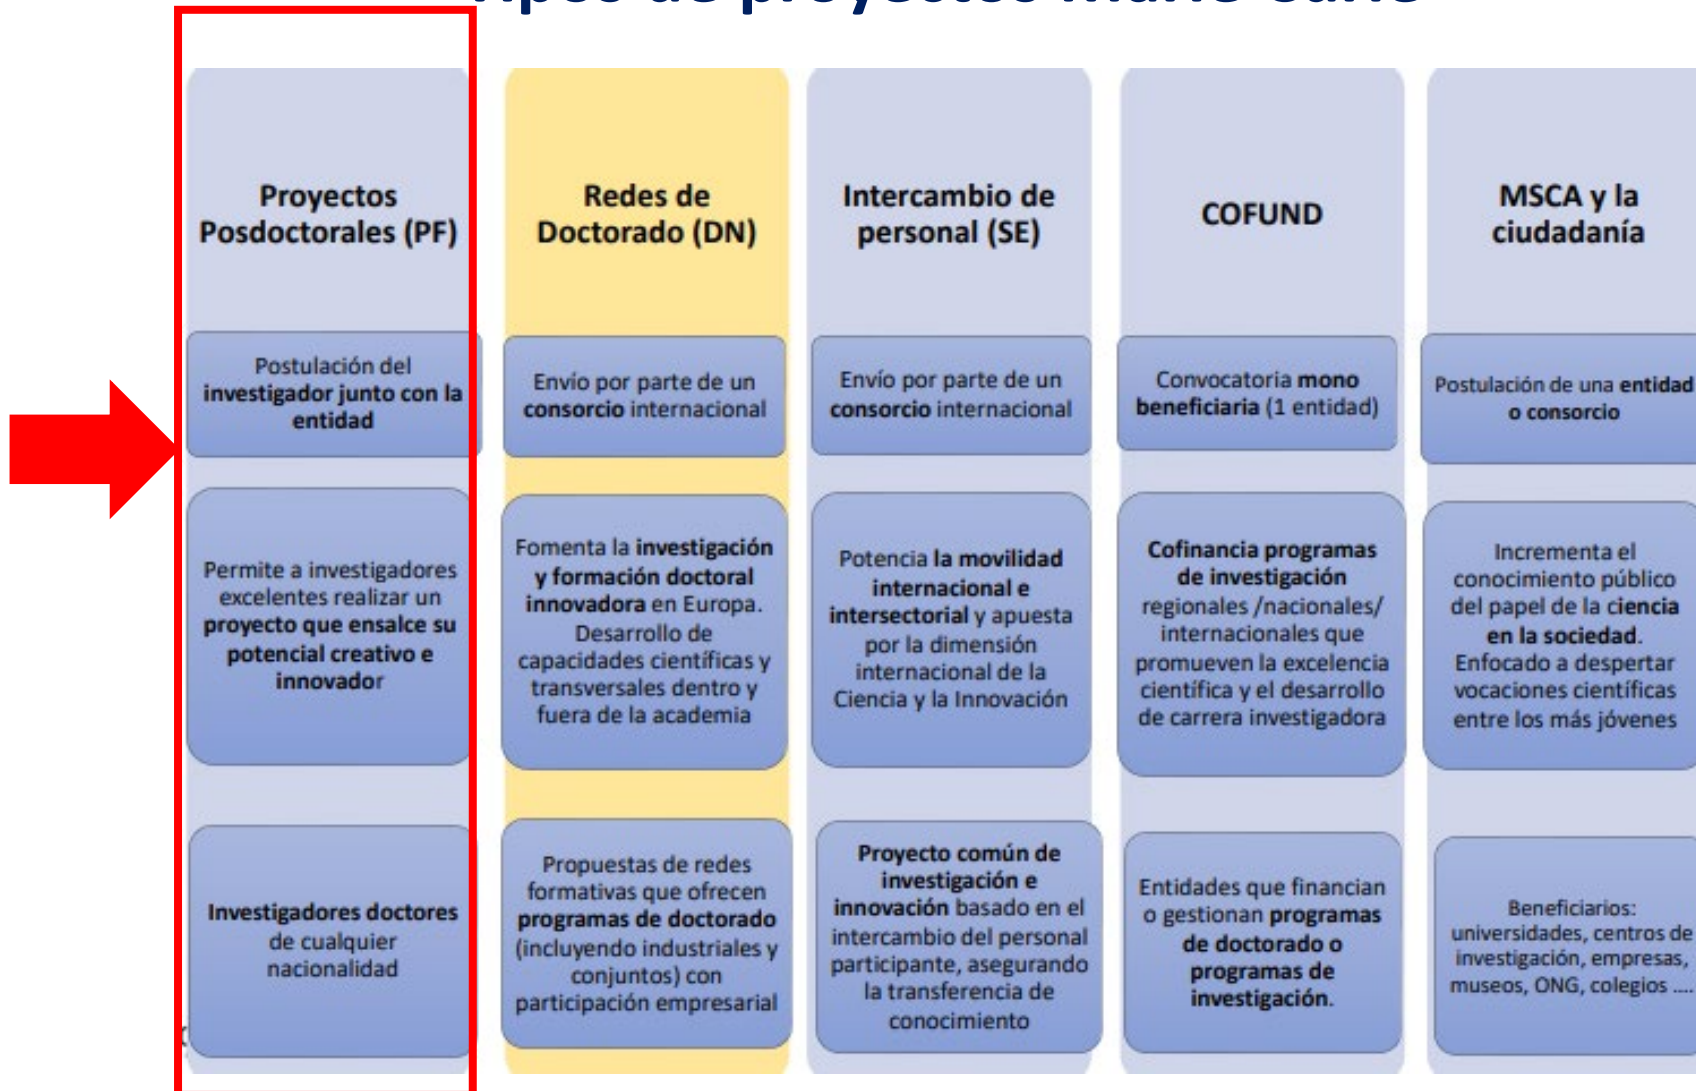 Tipos de proyectos Marie Curie
Proyectos
Posdoctorales (PF)
Postulación del
investigador junto con la
entidad
Permite a investigadores
excelentes realizar un
proyecto que ensalce su
potencial creativo e
innovador
Investigadores doctores
de cualquier
nacionalidad
Redes de
Doctorado (DN)
Envío por parte de un
consorcio internacional
Fomenta la investigación
y formación doctoral
innovadora en Europa.
Desarrollo de
capacidades científicas y
transversales dentro y
fuera de la academia
Propuestas de redes
formativas que ofrecen
programas de doctorado
(incluyendo industriales y
conjuntos) con
participación empresarial
Intercambio de
personal (SE)
Envío por parte de un
consorcio internacional
Potencia la movilidad
internacional e
intersectorial y apuesta
por la dimensión
internacional de la
Ciencia y la Innovación
Proyecto común de
investigación e
innovación basado en el
intercambio del personal
participante, asegurando
la transferencia de
conocimiento
COFUND
Convocatoria mono
beneficiaria (1 entidad)
Cofinancia programas
de investigación
regionales /nacionales/
internacionales que
promueven la excelencia
científica y el desarrollo
de carrera investigadora
Entidades que financian
o gestionan programas
de doctorado o
programas de
investigación.
MSCA y la
ciudadanía
Postulación de una entidad
o consorcio
Incrementa el
conocimiento público
del papel de la ciencia
en la sociedad.
Enfocado a despertar
vocaciones científicas
entre los más jóvenes
Beneficiarios:
universidades, centros de
investigación, empresas,
museos, ONG, colegios ....